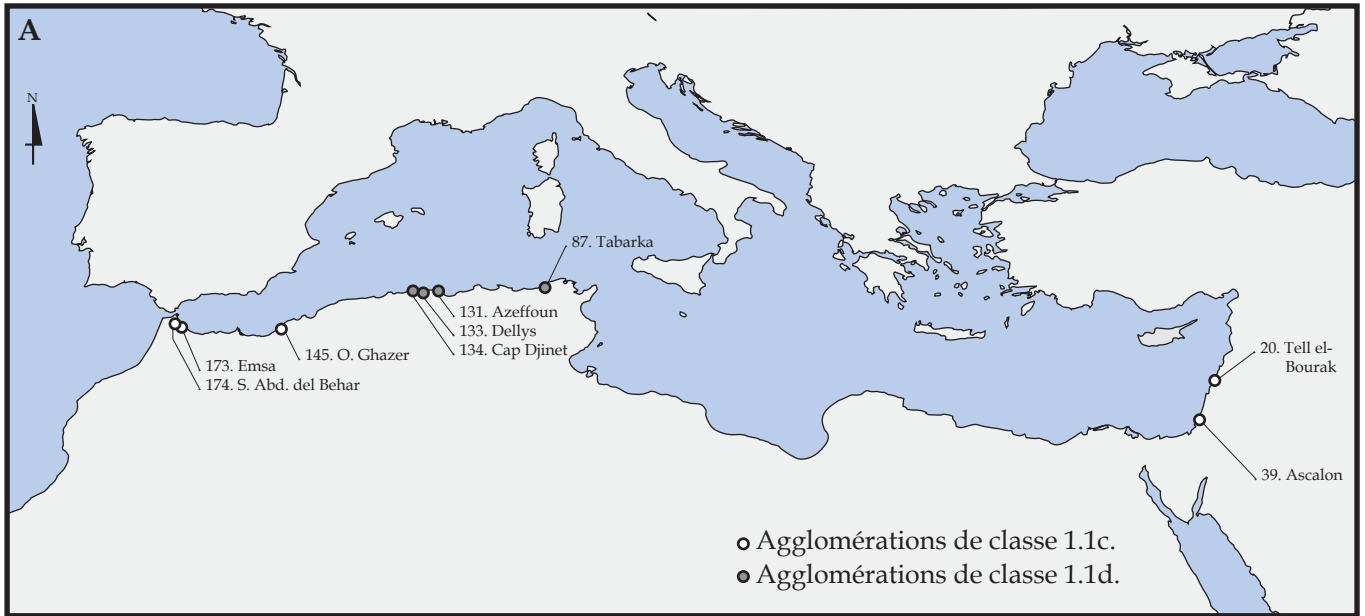 A
N
87. Tabarka
131. Azeffoun
133. Dellys
134. Cap Djinet
145. O. Ghazer
173. Emsa
174. S. Abd. del Behar
20. Tell el-
Bourak
39. Ascalon
Agglomérations de classe 1.1c.
Agglomérations de classe 1.1d.